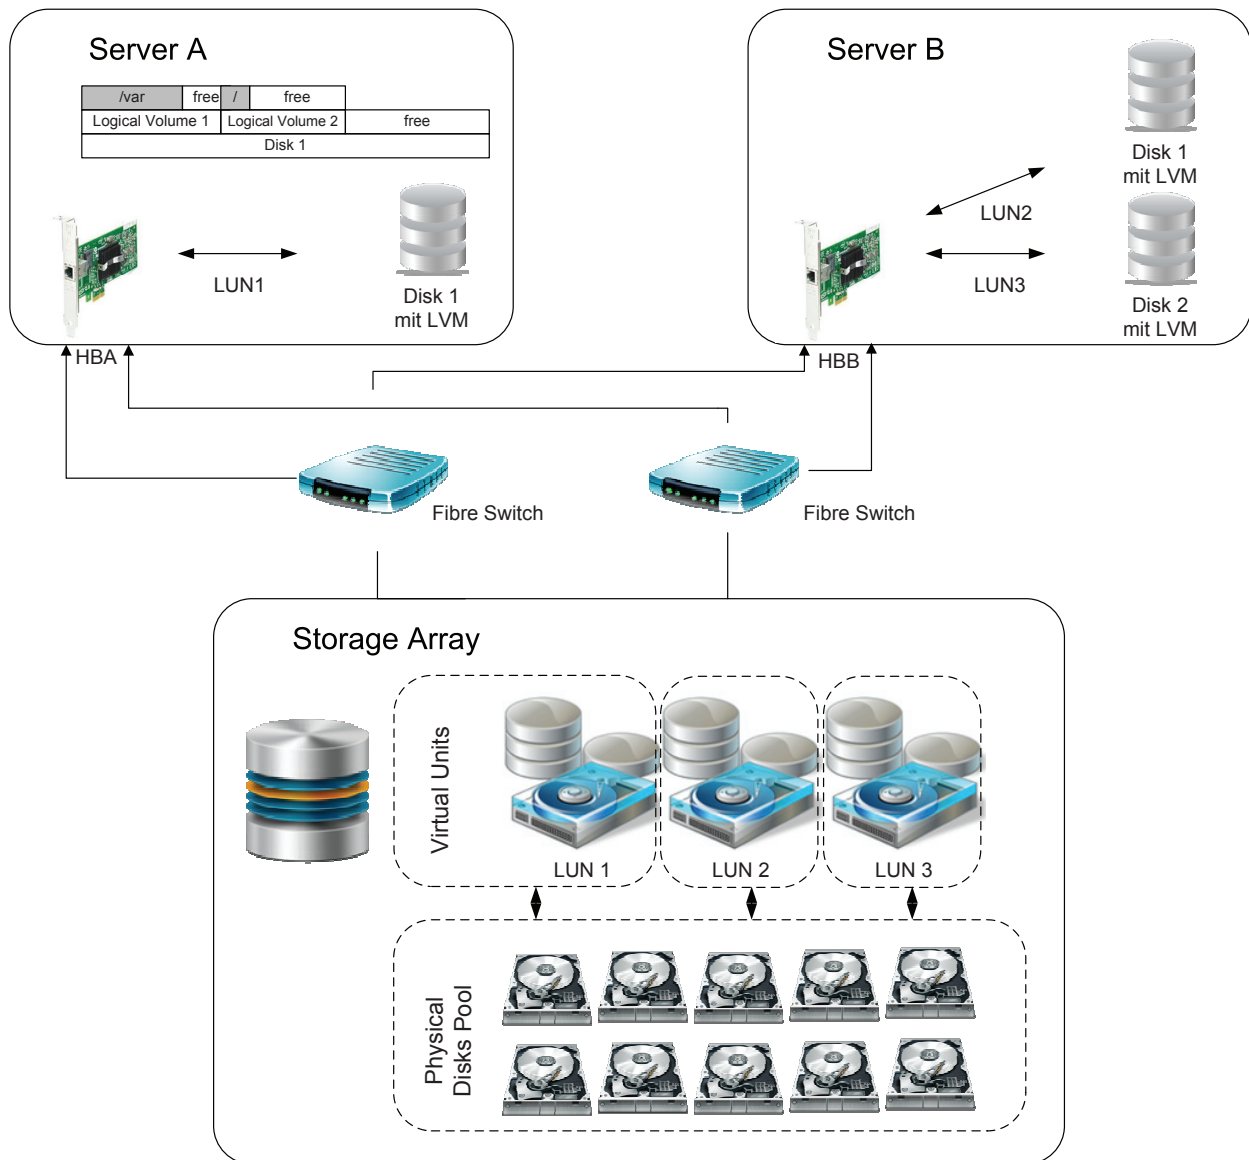 Server A
/var free / free
Logical Volume 1 Logical Volume 2 free
Disk 1
LUN1
Disk 1
mit LVM
HBA
Server B
Disk 1
mit LVM
LUN2
LUN3
Disk 2
mit LVM
HBB
Fibre Switch
Fibre Switch
Storage Array
Virtual Units
LUN 1
LUN 2
LUN 3
Physical
Disks Pool